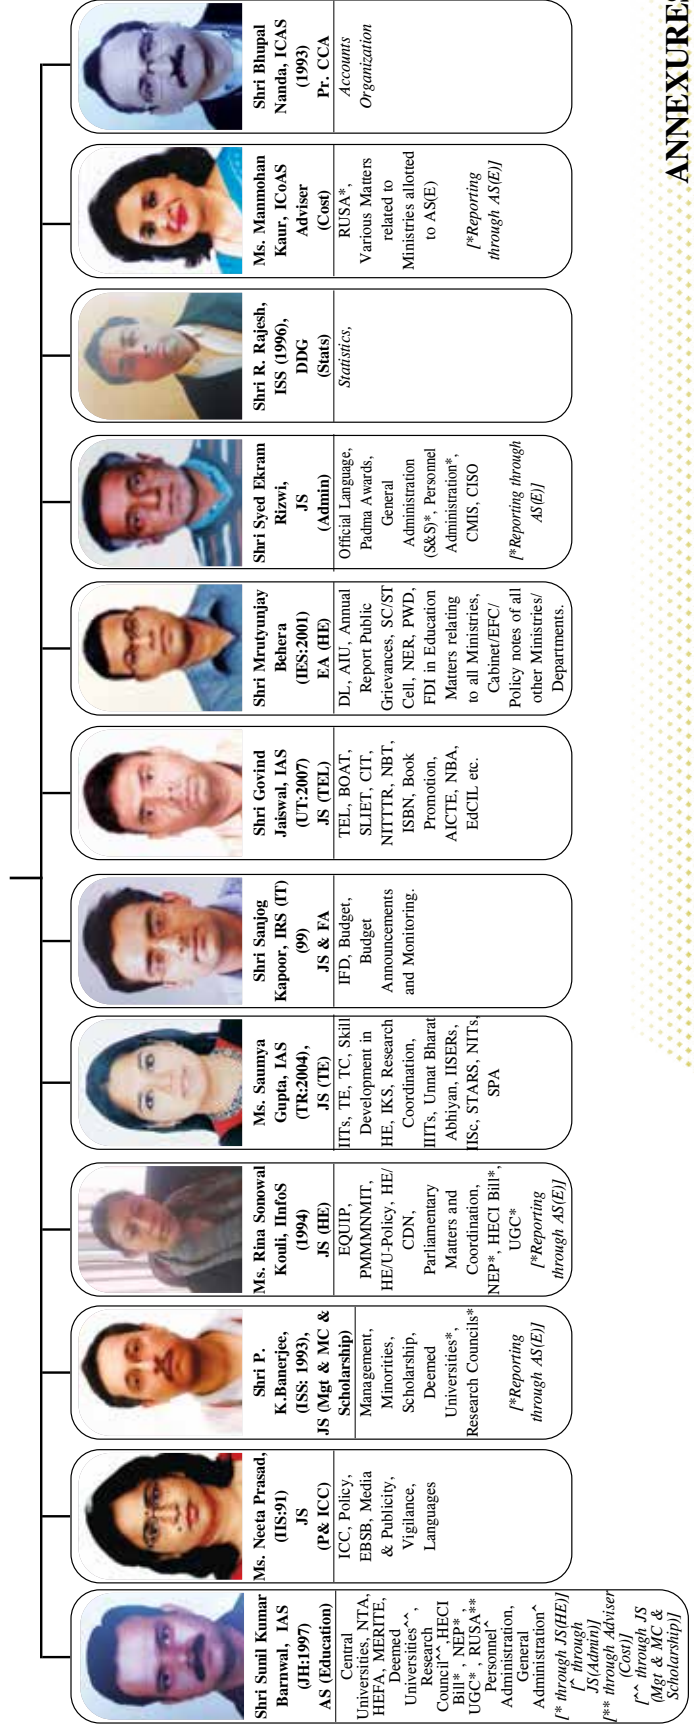 Shri Sunil Kumar
Barnwal, IAS
(JH:1997)
AS (Education)
Central
Universities, NTA,
HEFA, MERITE,
Deemed
Universities^^,
Research
Council^^, HECI
Bill*, NEP*,
UGC*, RUSA**
Personnel^
Administration,
General
Administration^
[* through JS(HE)]
[^ through
JS(Admin)]
[** through Adviser
(Cost)]
[^^ through JS
(Mgt & MC &
Scholarship)]
Ms. Neeta Prasad,
(IIS:91)
JS
(P& ICC)
ICC, Policy,
EBSB, Media
& Publicity,
Vigilance,
Languages
Shri P.
K.Banerjee,
(ISS: 1993),
JS (Mgt & MC &
Scholarship)
Management,
Minorities,
Scholarship,
Deemed
Universities*,
Research Councils*
[*Reporting
through AS(E)]
Ms. Rina Sonowal
Kouli, IInfoS
(1994)
JS (HE)
EQUIP,
PMMMNMIT,
HE/U-Policy, HE/
CDN,
Parliamentary
Matters and
Coordination,
NEP*, HECI Bill*,
UGC*
[*Reporting
through AS(E)]
Ms. Saumya
Gupta, IAS
(TR:2004),
JS (TE)
IITs, TE, TC, Skill
Development in
HE, IKS, Research
Coordination,
IIITs, Unnat Bharat
Abhiyan, IISERs,
IISc, STARS, NITs,
SPA
Shri Sanjog
Kapoor, IRS (IT)
(99)
JS & FA
IFD, Budget,
Budget
Announcements
and Monitoring.
Shri Govind
Jaiswal, IAS
(UT:2007)
JS (TEL)
TEL, BOAT,
SLIET, CIT,
NITTTR, NBT,
ISBN, Book
Promotion,
AICTE, NBA,
EdCIL etc.
Shri Mrutyunjay
Behera
(IES:2001)
EA (HE)
DL, AIU, Annual
Report Public
Grievances, SC/ST
Cell, NER, PWD,
FDI in Education
Matters relating
to all Ministries,
Cabinet/EFC/
Policy notes of all
other Ministries/
Departments.
Shri Syed Ekram
Rizwi,
JS
(Admin)
Official Language,
Padma Awards,
General
Administration
(S&S)*, Personnel
Administration*,
CMIS, CISO
[*Reporting through
AS(E)]
Shri R. Rajesh,
ISS (1996),
DDG
(Stats)
Statistics,
Ms. Manmohan
Kaur, ICoAS
Adviser
(Cost)
RUSA*,
Various Matters
related to
Ministries allotted
to AS(E)
[*Reporting
through AS(E)]
Shri Bhupal
Nanda, ICAS
(1993)
Pr. CCA
Accounts
Organization
ANNEXURES